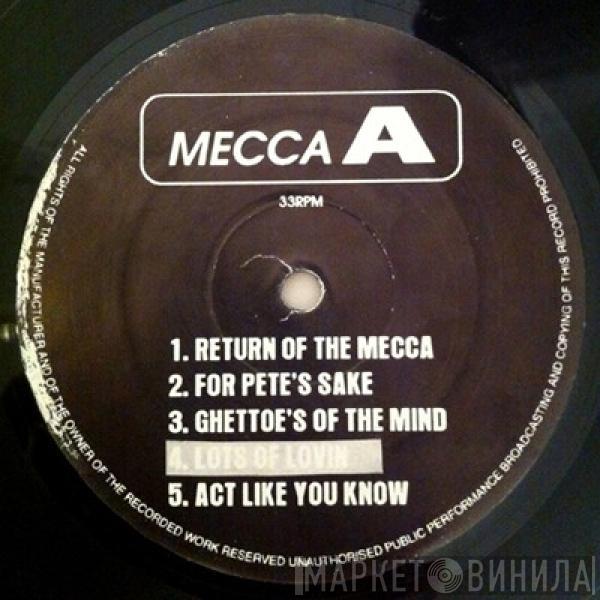 MECCA A
33RPM
1. RETURN OF THE MECCA
2. FOR PETE'S SAKE
3. GHETTOE'S OF THE MIND
4. LOTS OF LOVIN
5. ACT LIKE YOU KNOW
ALL RIGHTS OF THE MANUFACTURER AND OF THE OWNER OF THE RECORDED WORK RESERVED UNAUTHORISED PUBLIC PERFORMANCE BROADCASTING AND COPYING OF THIS RECORD PROHIBITED
МАРКЕТ ВИНИЛА